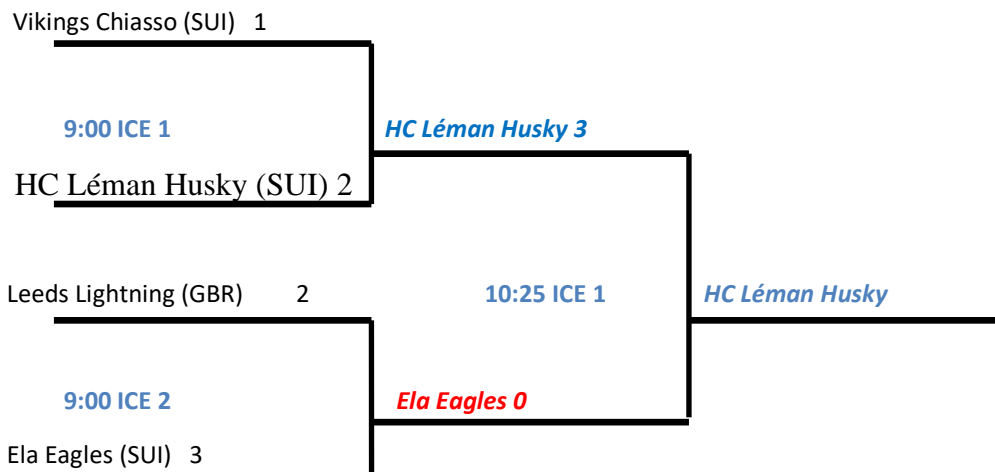 Vikings Chiasso (SUI) 1
9:00 ICE 1
HC Léman Husky 3
HC Léman Husky (SUI) 2
Leeds Lightning (GBR) 2
10:25 ICE 1
HC Léman Husky
9:00 ICE 2
Ela Eagles 0
Ela Eagles (SUI) 3